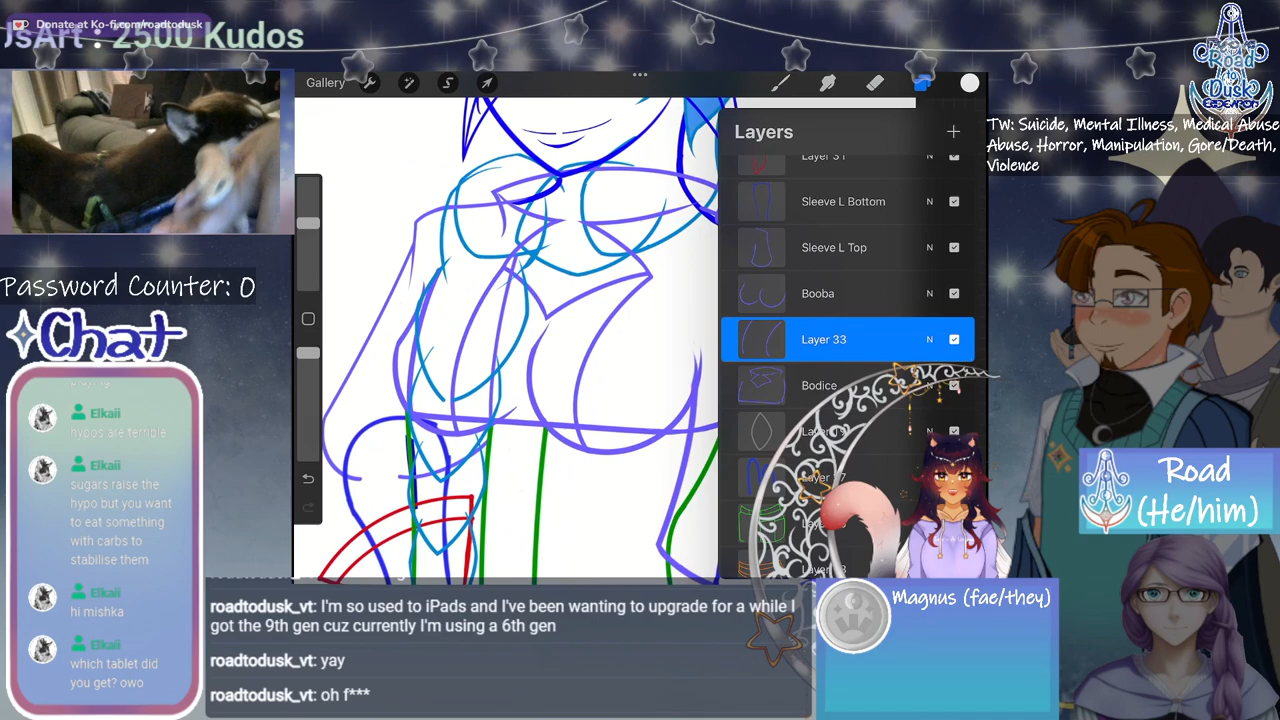 Donate at Ko-fi.com/roadtodusk
JsArt : 2500 Kudos
Gallery
Layers
Layer 31
N
Sleeve L Bottom
N
Sleeve L Top
N
Booba
N
Layer 33
N
Bodice
Road
to
Dusk
TW: Suicide, Mental Illness, Medical Abuse
Abuse, Horror, Manipulation, Gore/Death,
Violence
Password Counter: 0
Chat
Elkaii
hypos are terrible
Elkaii
sugars raise the
hypo but you want
to eat something
with carbs to
stabilise them
Elkaii
hi mishka
Elkaii
which tablet did
you get? owo
roadtodusk_vt: I'm so used to iPads and I've been wanting to upgrade for a while I
got the 9th gen cuz currently I'm using a 6th gen
roadtodusk_vt: yay
roadtodusk_vt: oh f***
Magnus (fae/they)
Road
(He/him)